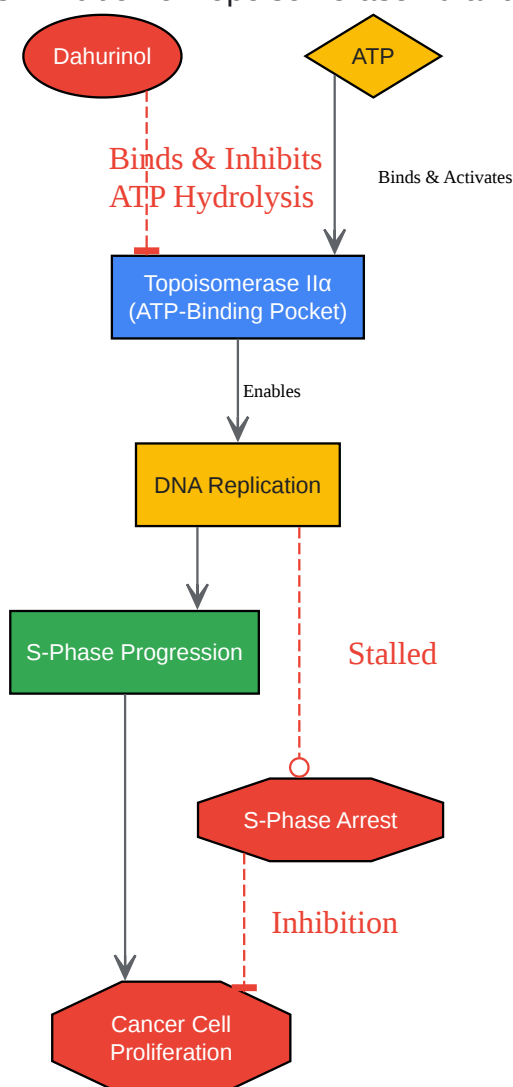 Dahurinol
ATP
Binds & Inhibits
ATP Hydrolysis
Binds & Activates
Topoisomerase IIα
(ATP-Binding Pocket)
Enables
DNA Replication
S-Phase Progression
Stalled
S-Phase Arrest
Inhibition
Cancer Cell
Proliferation